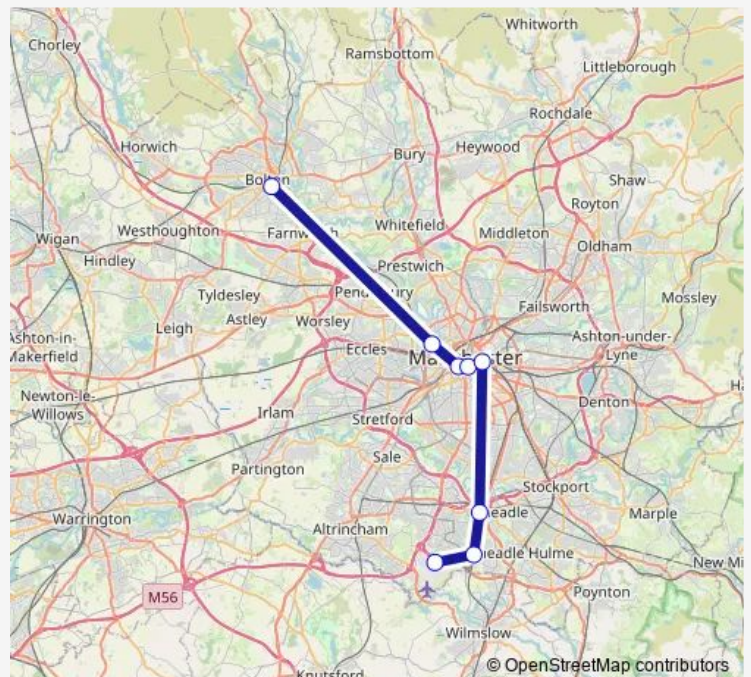 Whitworth
Chorley
Ramsbottom
Littleborough
Rochdale
Horwich
Bury
Heywood
Bolton
Shaw
Royton
Westhoughton
Farnworth
Whitefield
Middleton
Wigan
Oldham
Hindley
Prestwich
Tyldesley
Pendlebury
Mossley
Astley
Worsley
Failsworth
Leigh
Ashton-in-
Makerfield
Eccles
Manchester
Ashton-under-
Lyne
Newton-le-
Willows
Irlam
Stretford
Denton
Sale
Partington
Stockport
Warrington
Altrincham
eadle
Marple
eadle Hulme
New Mi
M56
Poynton
Wilmslow
Knutsford
© OpenStreetMap contributors